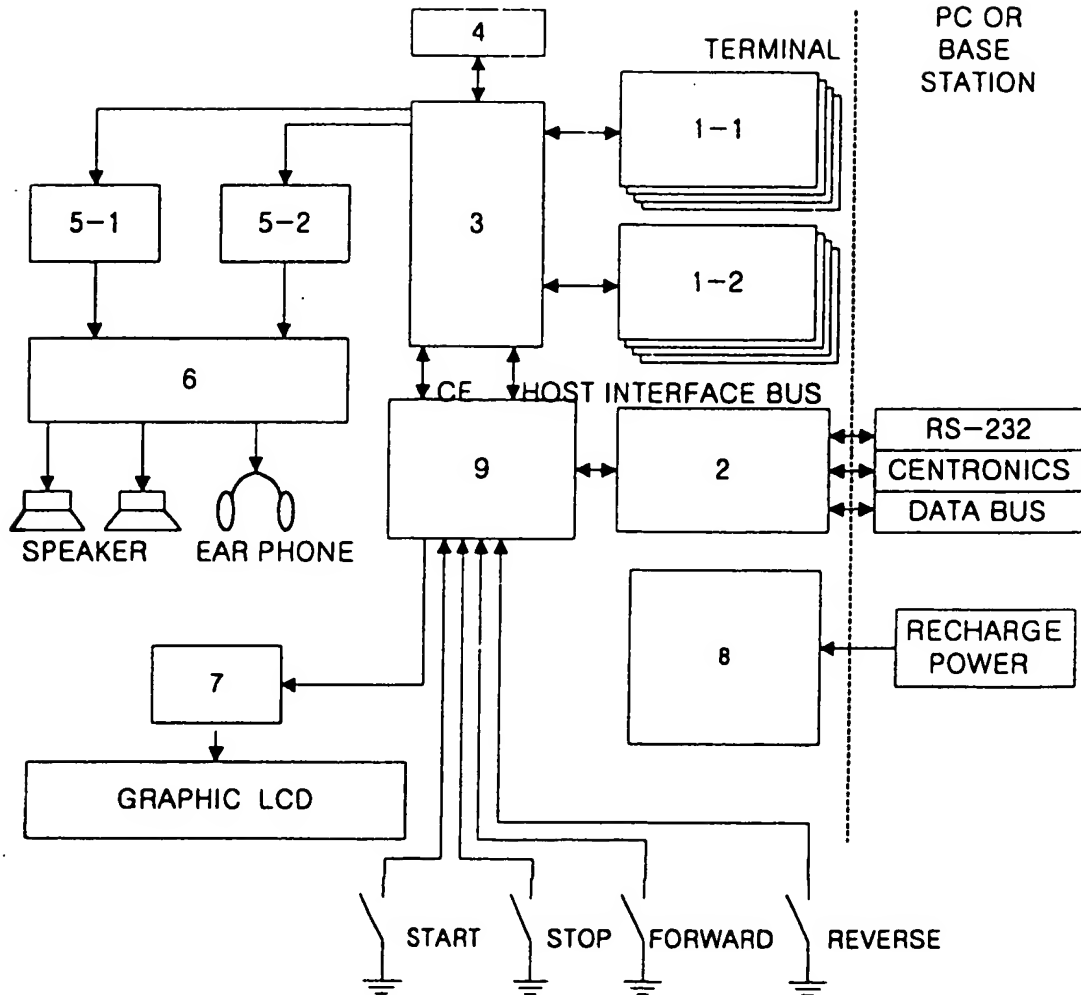 PC OR
BASE
STATION
4
TERMINAL
1-1
5-1
5-2
3
1-2
6
CE
HOST INTERFACE BUS
9
2
RS-232
CENTRONICS
DATA BUS
SPEAKER
EAR PHONE
8
RECHARGE
POWER
7
GRAPHIC LCD
START
STOP
FORWARD
REVERSE